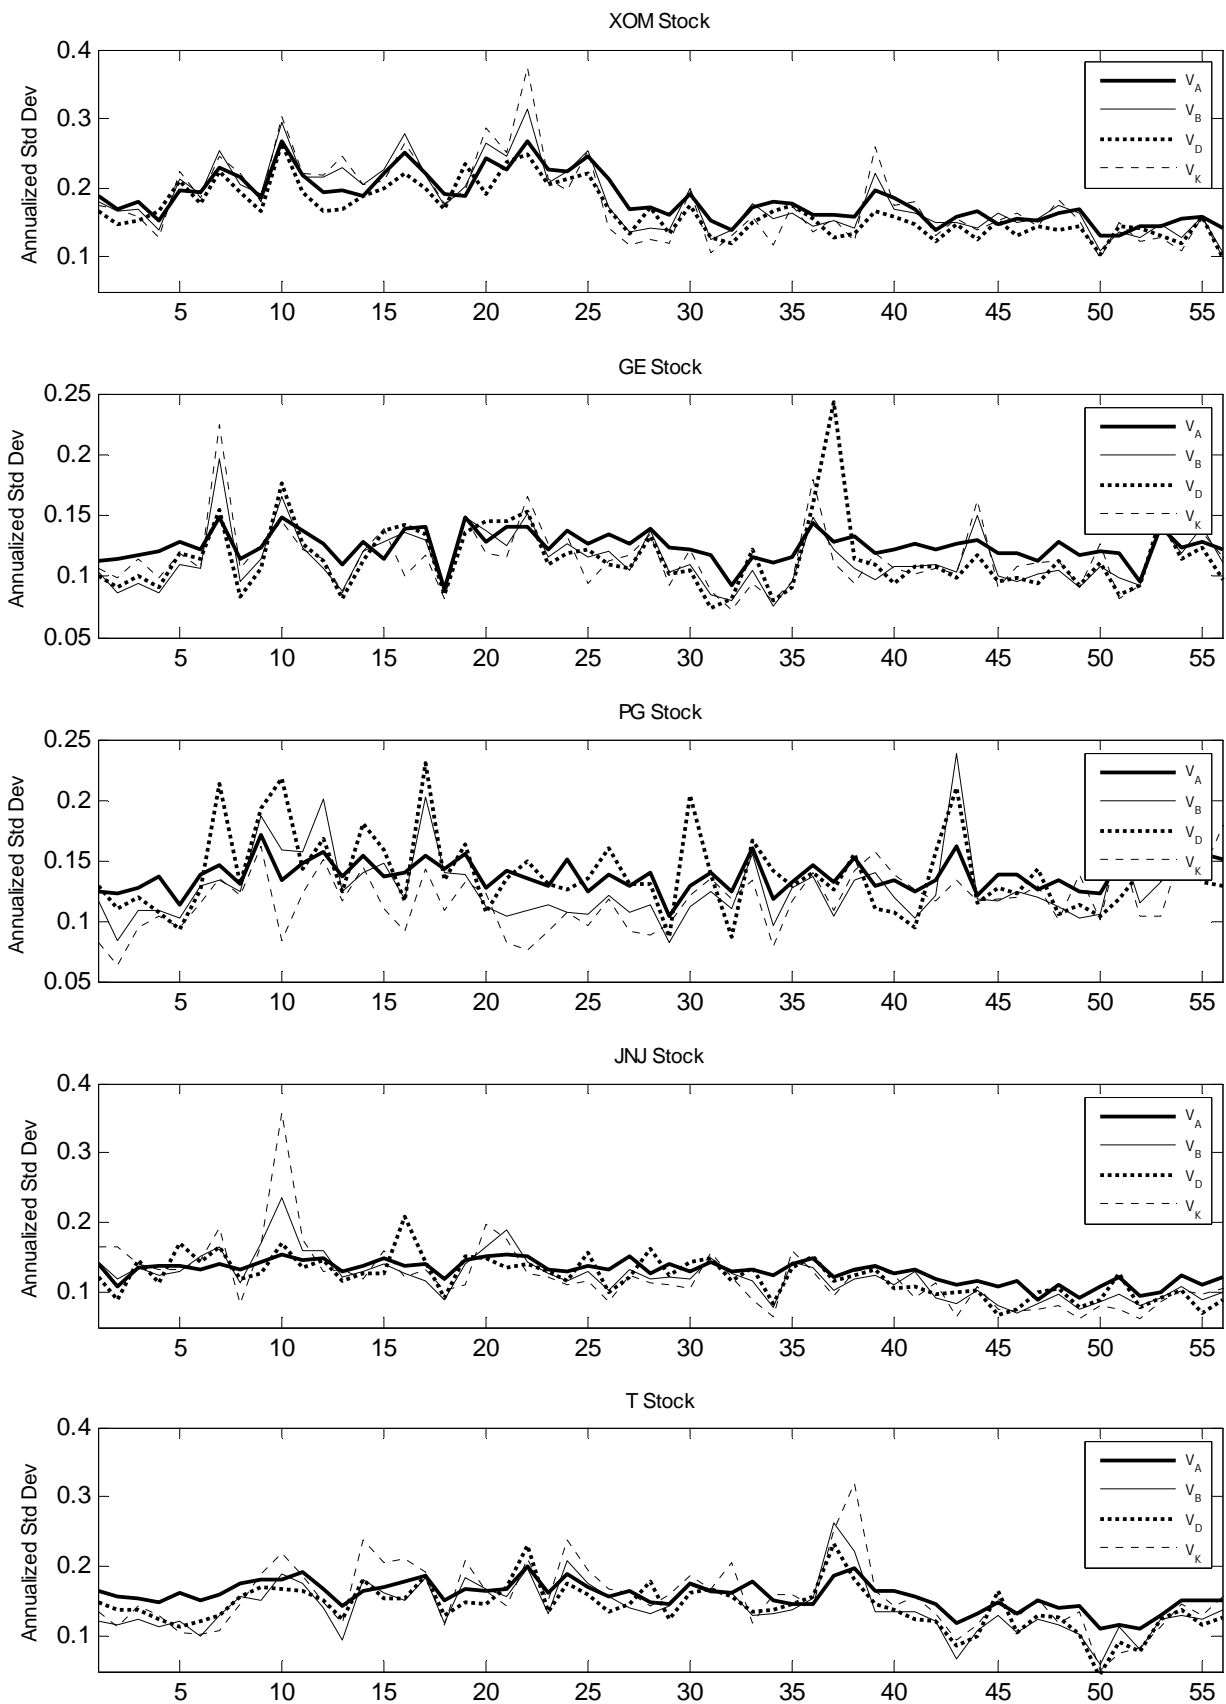 XOM Stock
Annualized Std Dev
0.4
0.3
0.2
0.1
V_A
V_B
V_D
V_K
5 10 15 20 25 30 35 40 45 50 55
GE Stock
Annualized Std Dev
0.25
0.2
0.15
0.1
0.05
V_A
V_B
V_D
V_K
5 10 15 20 25 30 35 40 45 50 55
PG Stock
Annualized Std Dev
0.25
0.2
0.15
0.1
0.05
V_A
V_B
V_D
V_K
5 10 15 20 25 30 35 40 45 50 55
JNJ Stock
Annualized Std Dev
0.4
0.3
0.2
0.1
V_A
V_B
V_D
V_K
5 10 15 20 25 30 35 40 45 50 55
T Stock
Annualized Std Dev
0.4
0.3
0.2
0.1
V_A
V_B
V_D
V_K
5 10 15 20 25 30 35 40 45 50 55